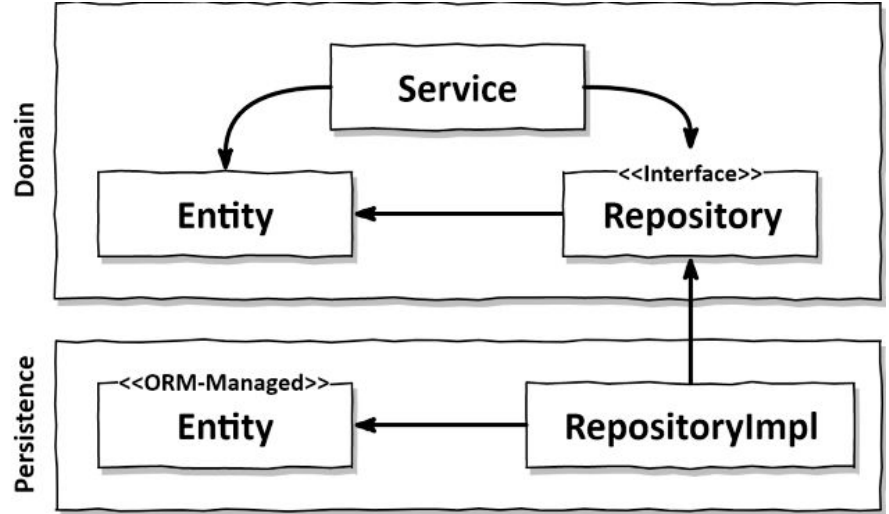 Domain
Service
Entity
<<Interface>>
Repository
Persistence
<<ORM-Managed>>
Entity
RepositoryImpl